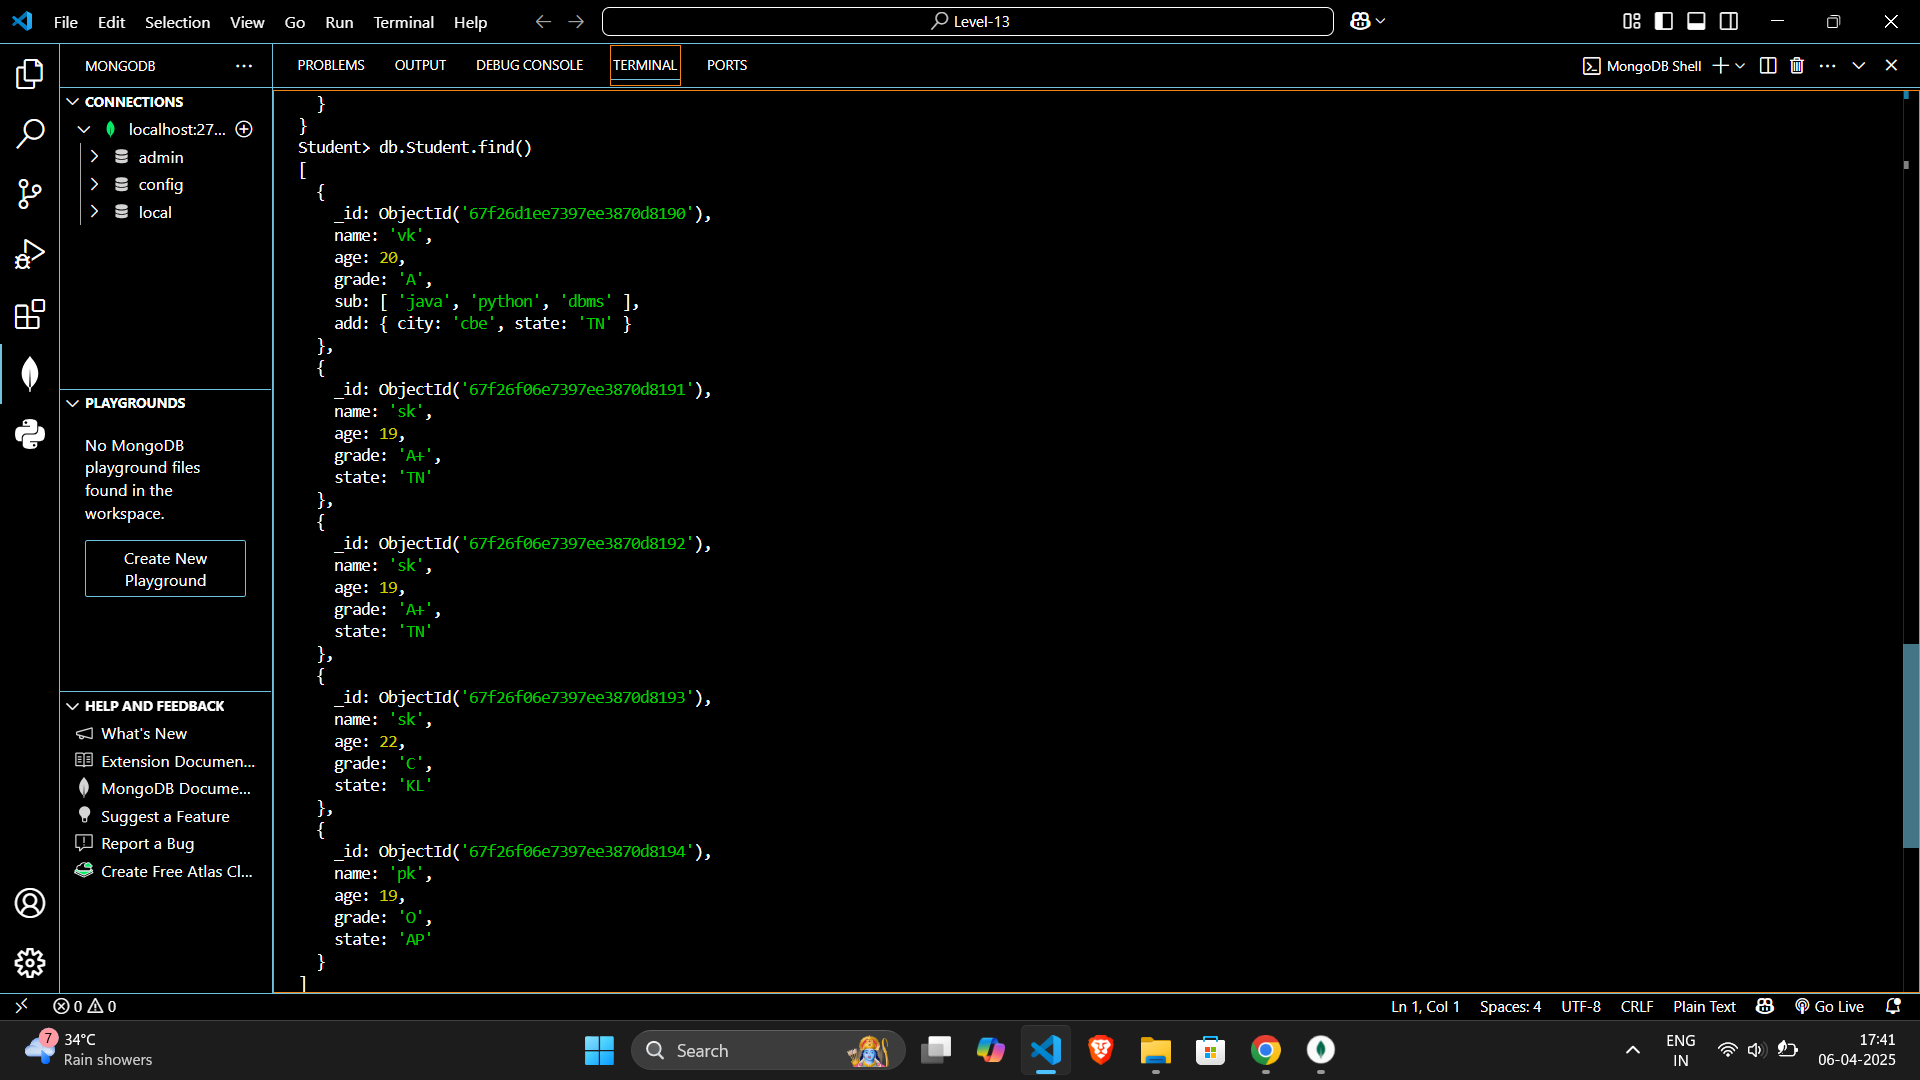 File Edit Selection View Go Run Terminal Help
Level-13
MONGODB
PROBLEMS OUTPUT DEBUG CONSOLE TERMINAL PORTS
MongoDB Shell
CONNECTIONS
localhost:27...
admin
config
local
PLAYGROUNDS
No MongoDB
playground files
found in the
workspace.
Create New
Playground
HELP AND FEEDBACK
What's New
Extension Documen...
MongoDB Docume...
Suggest a Feature
Report a Bug
Create Free Atlas Cl...
}
}
Student> db.Student.find()
[
{
_id: ObjectId('67f26d1ee7397ee3870d8190'),
name: 'vk',
age: 20,
grade: 'A',
sub: [ 'java', 'python', 'dbms' ],
add: { city: 'cbe', state: 'TN' }
},
{
_id: ObjectId('67f26f06e7397ee3870d8191'),
name: 'sk',
age: 19,
grade: 'A+',
state: 'TN'
},
{
_id: ObjectId('67f26f06e7397ee3870d8192'),
name: 'sk',
age: 19,
grade: 'A+',
state: 'TN'
},
{
_id: ObjectId('67f26f06e7397ee3870d8193'),
name: 'sk',
age: 22,
grade: 'C',
state: 'KL'
},
{
_id: ObjectId('67f26f06e7397ee3870d8194'),
name: 'pk',
age: 19,
grade: 'O',
state: 'AP'
}
]
0 0
Ln 1, Col 1 Spaces: 4 UTF-8 CRLF Plain Text Go Live
7
34°C
Rain showers
Search
ENG
IN
17:41
06-04-2025